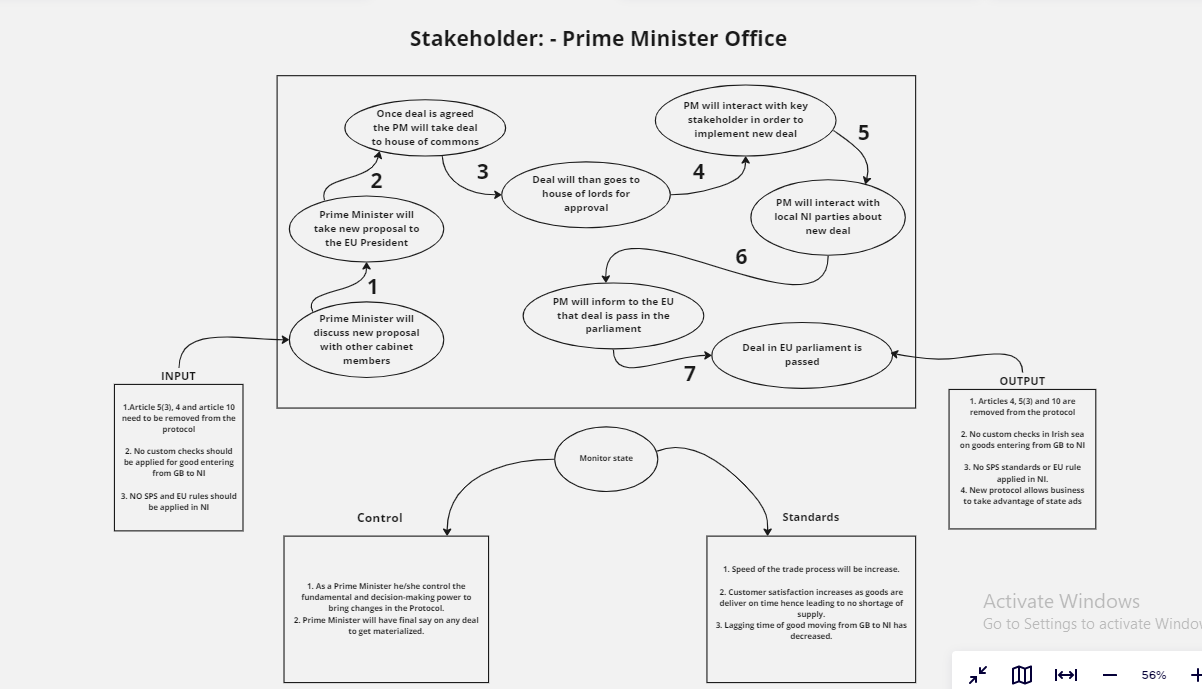 Stakeholder: - Prime Minister Office
Once deal is agreed
the PM will take deal
to house of commons
PM will interact with key
stakeholder in order to
implement new deal
5
2
3
4
Deal will than goes to
house of lords for
approval
PM will interact with
local NI parties about
new deal
Prime Minister will
take new proposal to
the EU President
6
1
PM will inform to the EU
that deal is pass in the
parliament
Prime Minister will
discuss new proposal
with other cabinet
members
Deal in EU parliament is
passed
7
INPUT
1.Article 5(3), 4 and article 10
need to be removed from the
protocol
2. No custom checks should
be applied for good entering
from GB to NI
3. NO SPS and EU rules should
be applied in NI
OUTPUT
1. Articles 4, 5(3) and 10 are
removed from the protocol
2. No custom checks in Irish sea
on goods entering from GB to NI
3. No SPS standards or EU rule
applied in NI.
4. New protocol allows business
to take advantage of state ads
Monitor state
Control
1. As a Prime Minister he/she control the
fundamental and decision-making power to
bring changes in the Protocol.
2. Prime Minister will have final say on any deal
to get materialized.
Standards
1. Speed of the trade process will be increase.
2. Customer satisfaction increases as goods are
deliver on time hence leading to no shortage of
supply.
3. Lagging time of good moving from GB to NI has
decreased.
Activate Windows
Go to Settings to activate Windo
56%